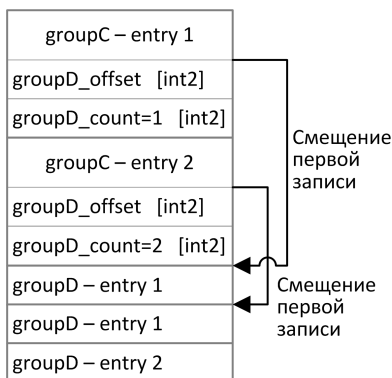 groupC – entry 1
groupD_offset [int2]
groupD_count=1 [int2]
groupC – entry 2
groupD_offset [int2]
groupD_count=2 [int2]
groupD – entry 1
groupD – entry 1
groupD – entry 2
Смещение
первой
записи
Смещение
первой
записи